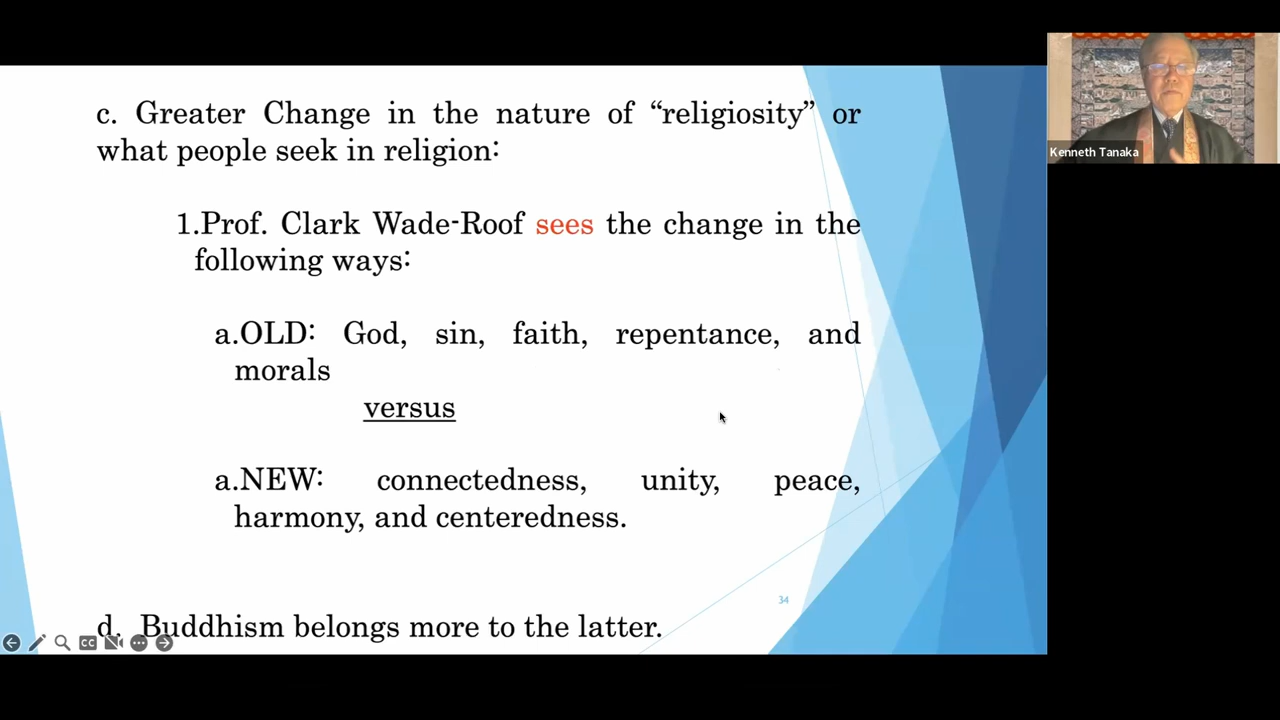 c. Greater Change in the nature of “religiosity” or
what people seek in religion:
1.Prof. Clark Wade-Roof sees the change in the
following ways:
a.OLD: God, sin, faith, repentance, and
morals
versus
a.NEW: connectedness, unity, peace,
harmony, and centeredness.
34
d. Buddhism belongs more to the latter.
CC
Kenneth Tanaka